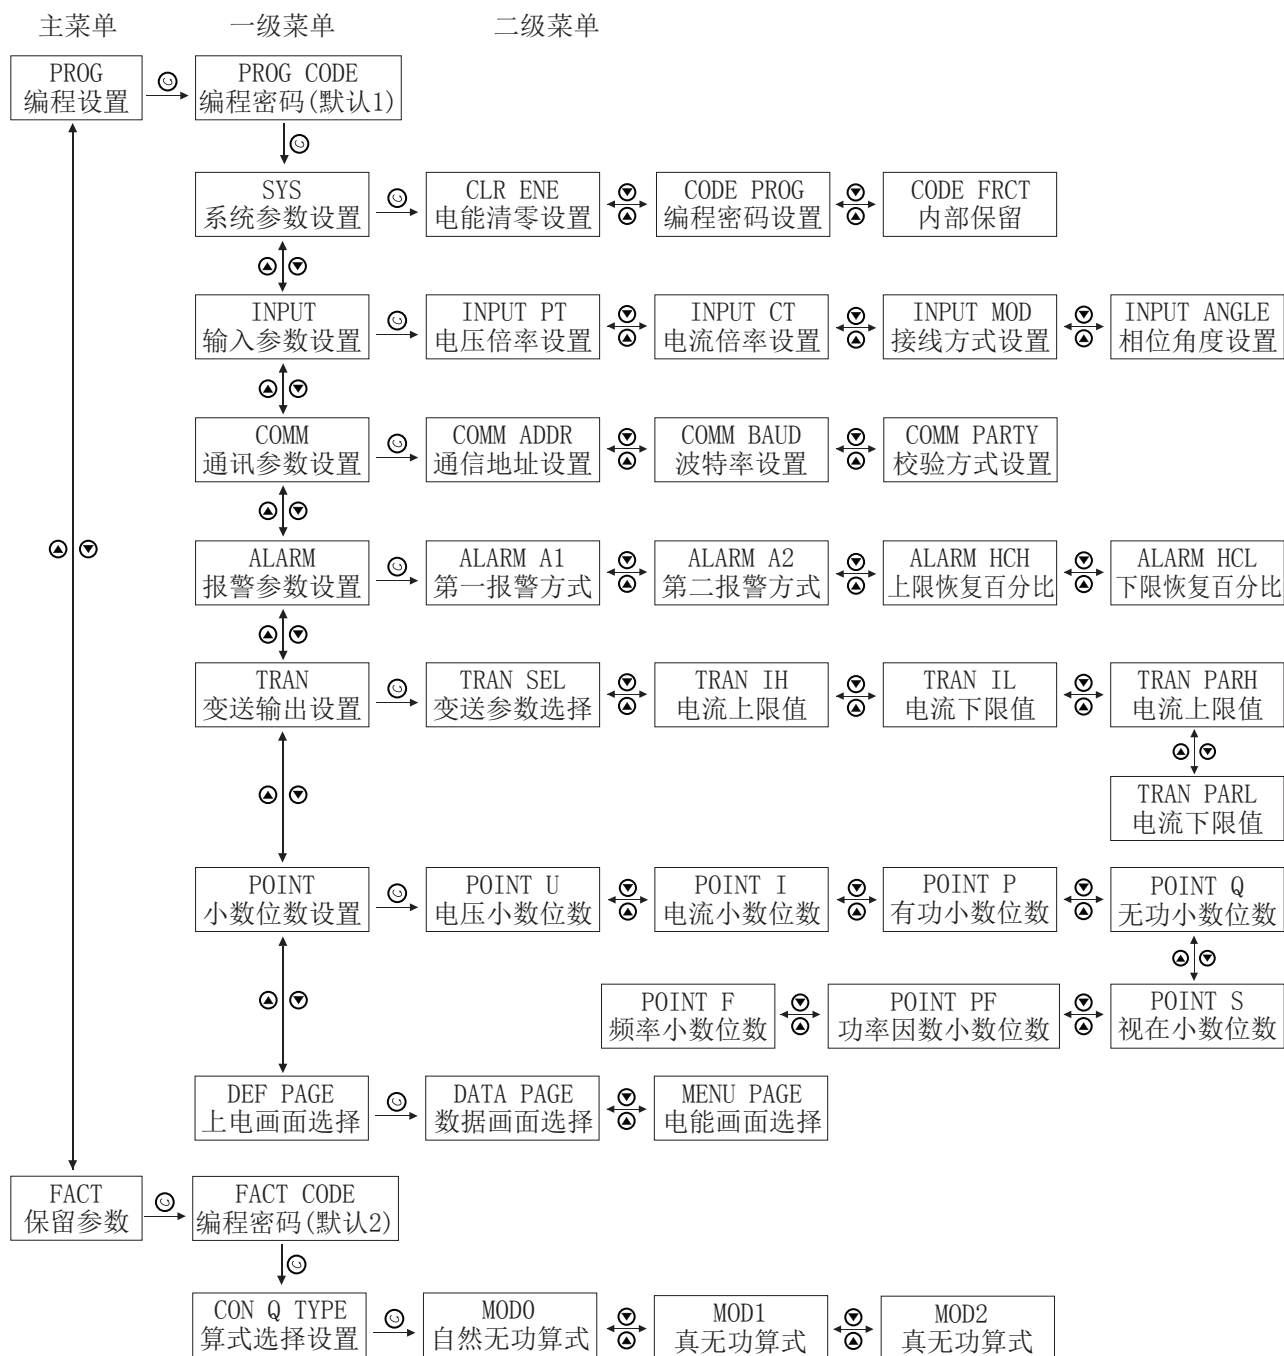 主菜单 一级菜单 二级菜单
PROG
编程设置
PROG CODE
编程密码(默认1)
SYS
系统参数设置
CLR ENE
电能清零设置
CODE PROG
编程密码设置
CODE FRCT
内部保留
INPUT
输入参数设置
INPUT PT
电压倍率设置
INPUT CT
电流倍率设置
INPUT MOD
接线方式设置
INPUT ANGLE
相位角度设置
COMM
通讯参数设置
COMM ADDR
通信地址设置
COMM BAUD
波特率设置
COMM PARTY
校验方式设置
ALARM
报警参数设置
ALARM A1
第一报警方式
ALARM A2
第二报警方式
ALARM HCH
上限恢复百分比
ALARM HCL
下限恢复百分比
TRAN
变送输出设置
TRAN SEL
变送参数选择
TRAN IH
电流上限值
TRAN IL
电流下限值
TRAN PARH
电流上限值
TRAN PARL
电流下限值
POINT
小数位数设置
POINT U
电压小数位数
POINT I
电流小数位数
POINT P
有功小数位数
POINT Q
无功小数位数
POINT F
频率小数位数
POINT PF
功率因数小数位数
POINT S
视在小数位数
DEF PAGE
上电画面选择
DATA PAGE
数据画面选择
MENU PAGE
电能画面选择
FACT
保留参数
FACT CODE
编程密码(默认2)
CON Q TYPE
算式选择设置
MOD0
自然无功算式
MOD1
真无功算式
MOD2
真无功算式